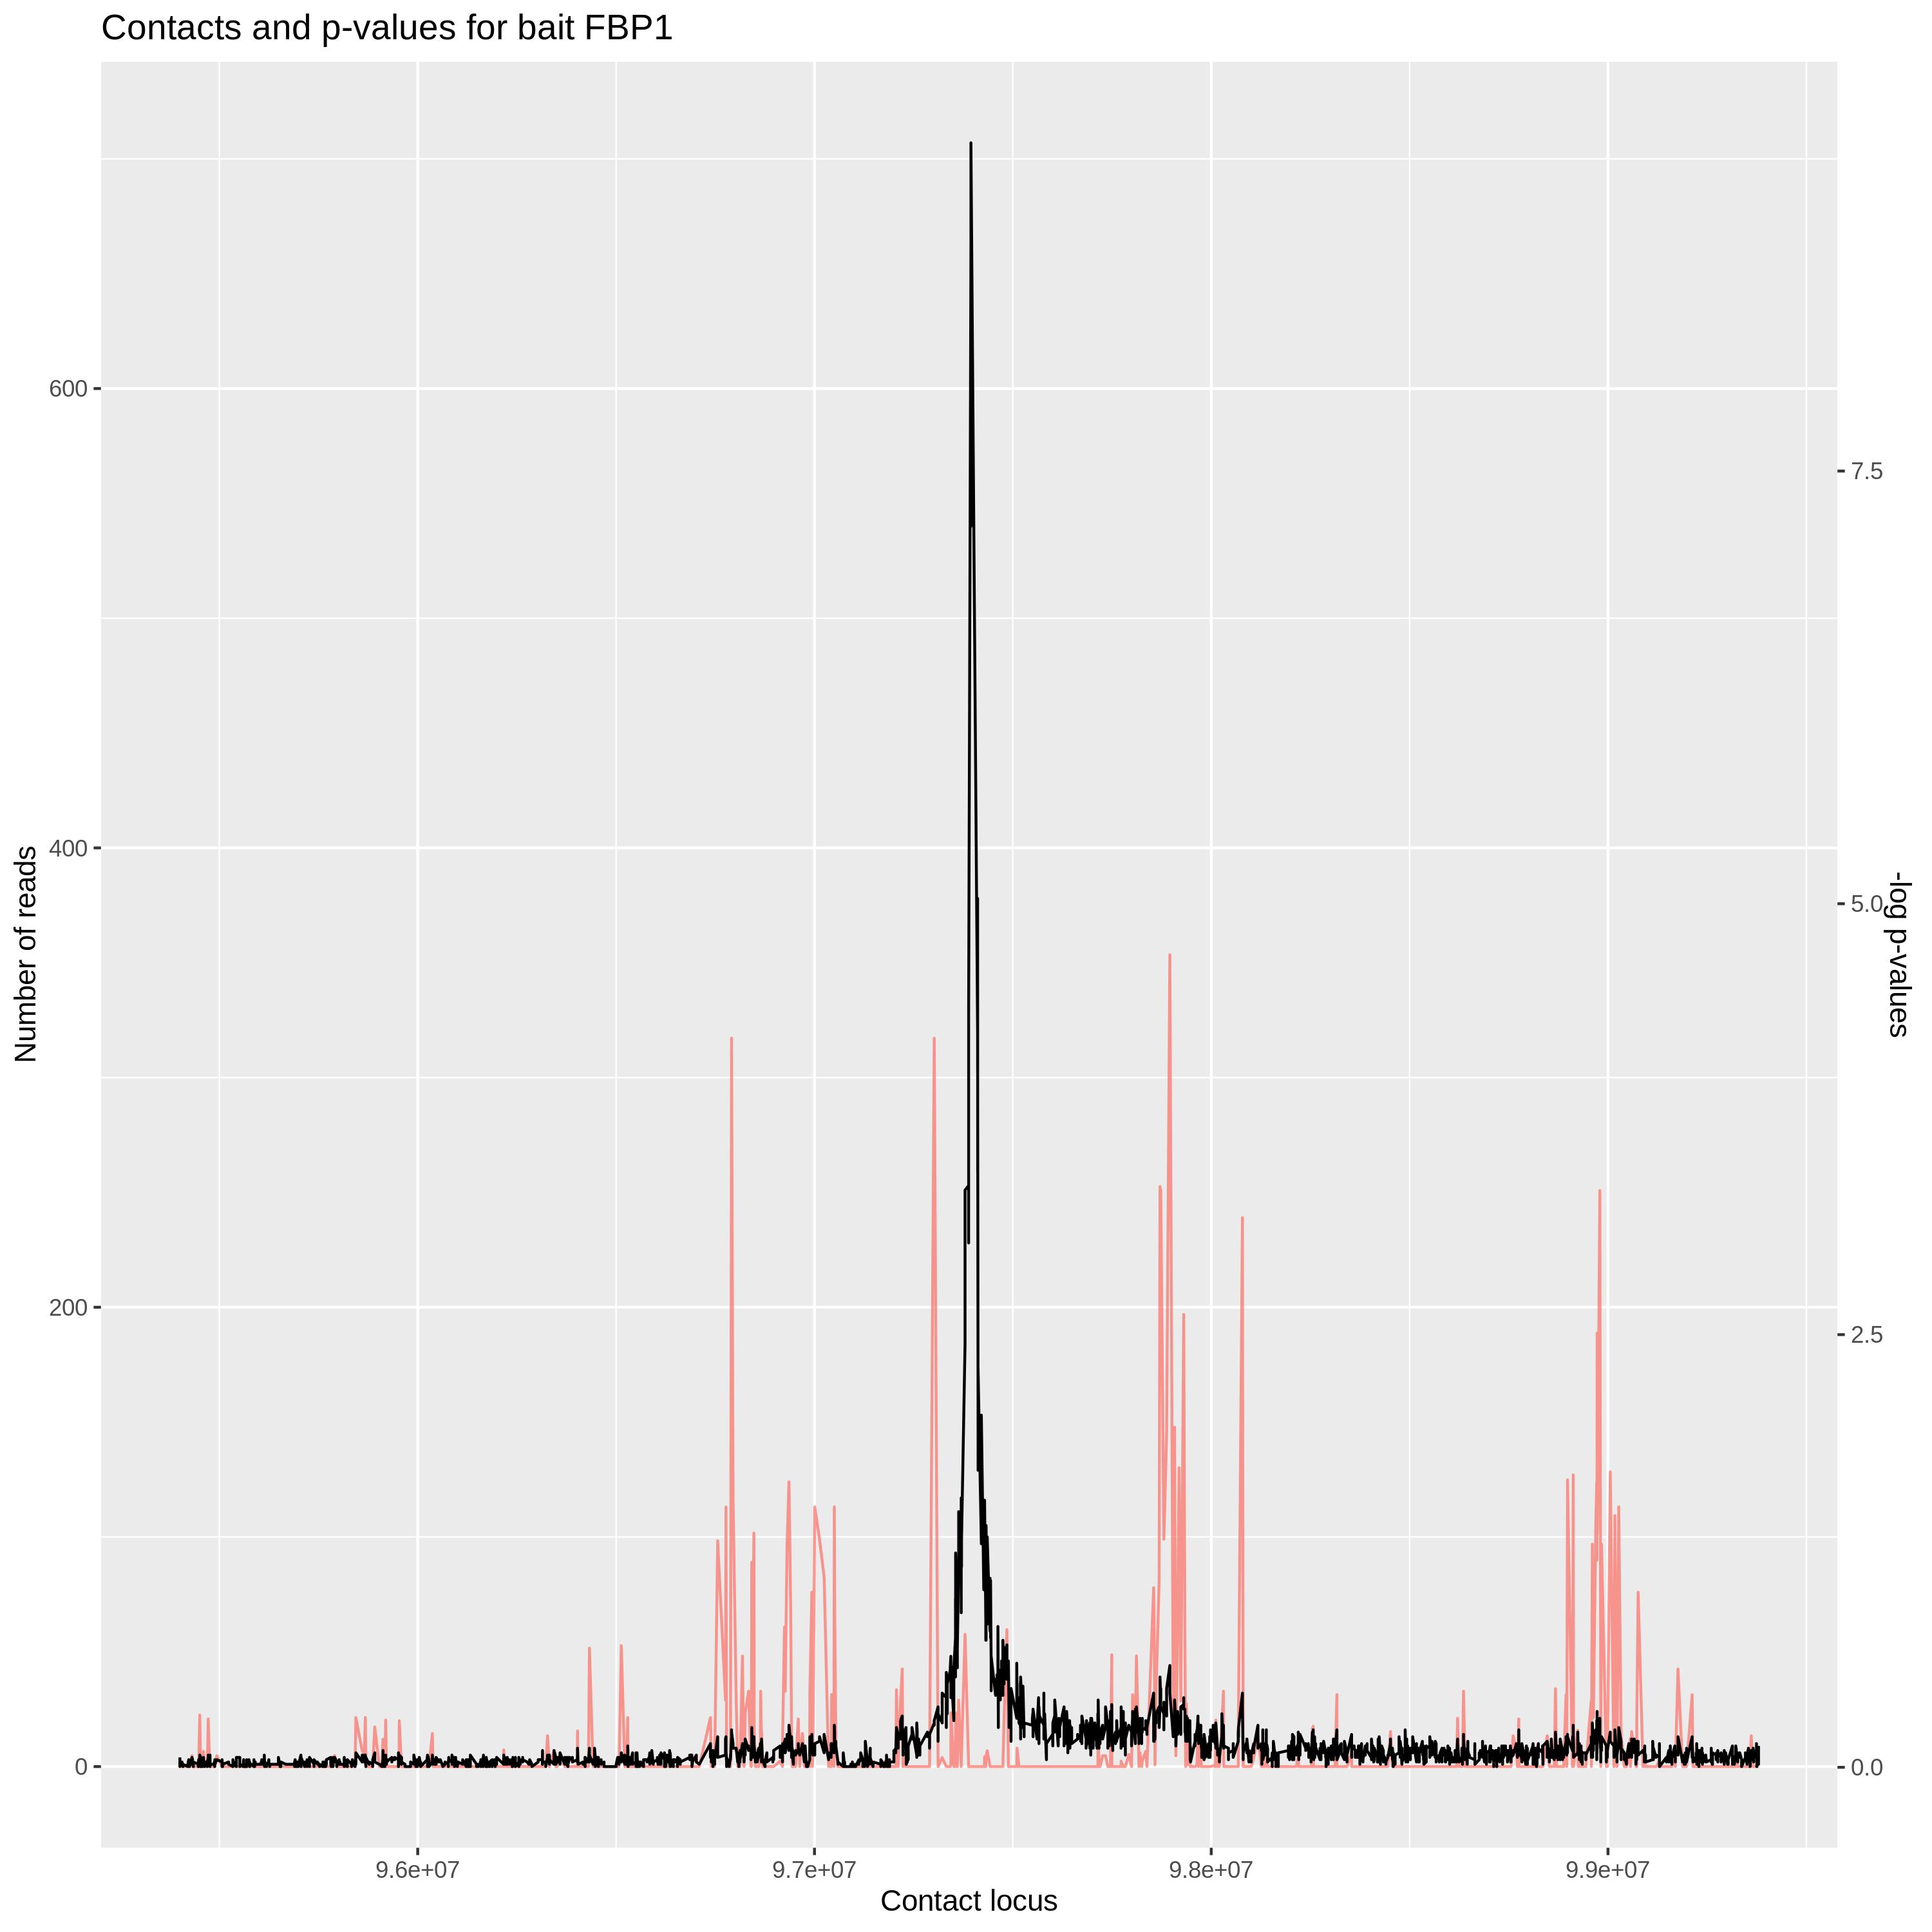 Contacts and p-values for bait FBP1
Number of reads
600
400
200
0
7.5
5.0
2.5
0.0
-log p-values
9.6e+07
9.7e+07
9.8e+07
9.9e+07
Contact locus